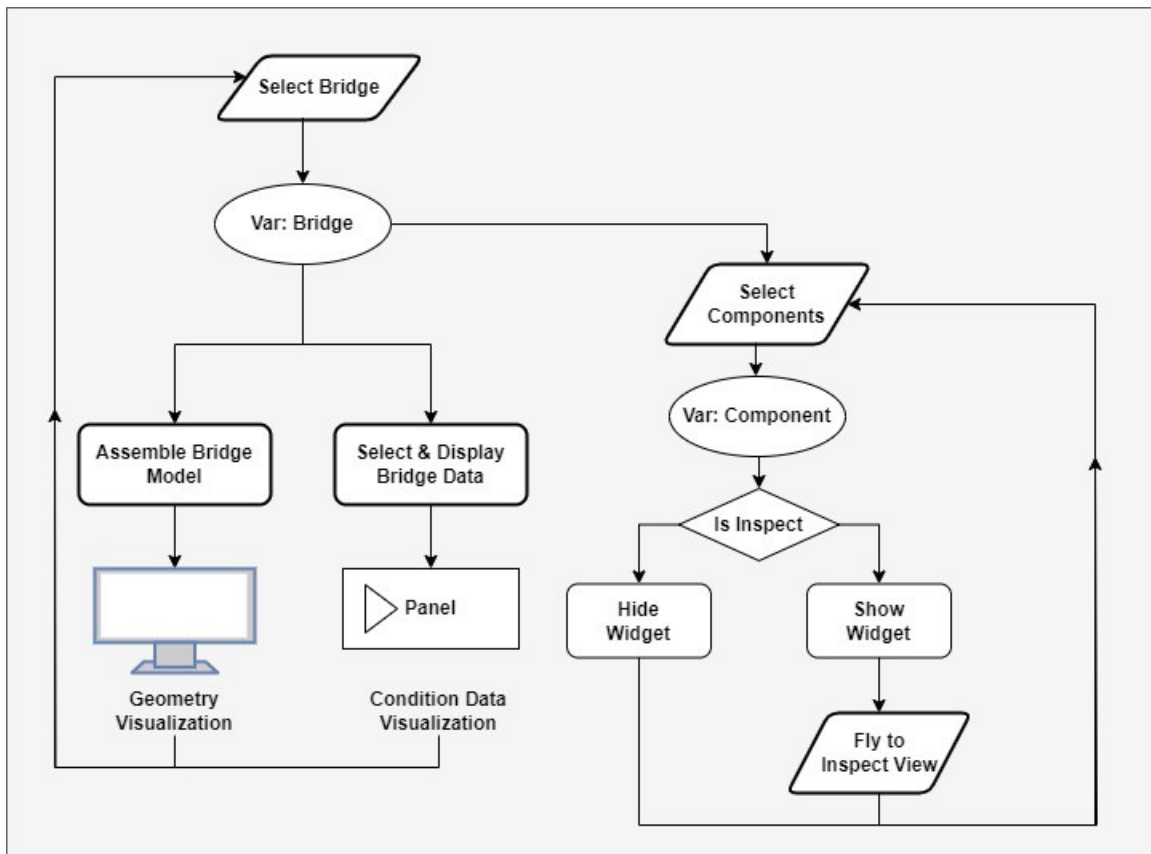 Select Bridge
Var: Bridge
Select
Components
Var: Component
Assemble Bridge
Model
Select & Display
Bridge Data
Is Inspect
Panel
Hide
Widget
Show
Widget
Geometry
Visualization
Condition Data
Visualization
Fly to
Inspect View